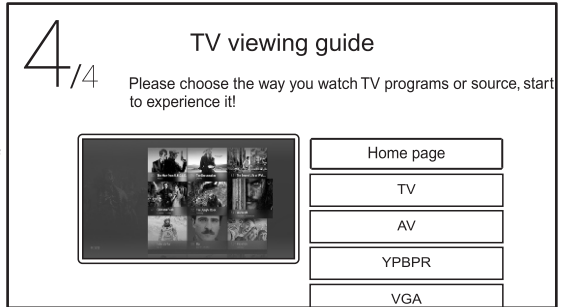 4/4
TV viewing guide
Please choose the way you watch TV programs or source, start
to experience it!
Home page
TV
AV
YPBPR
VGA